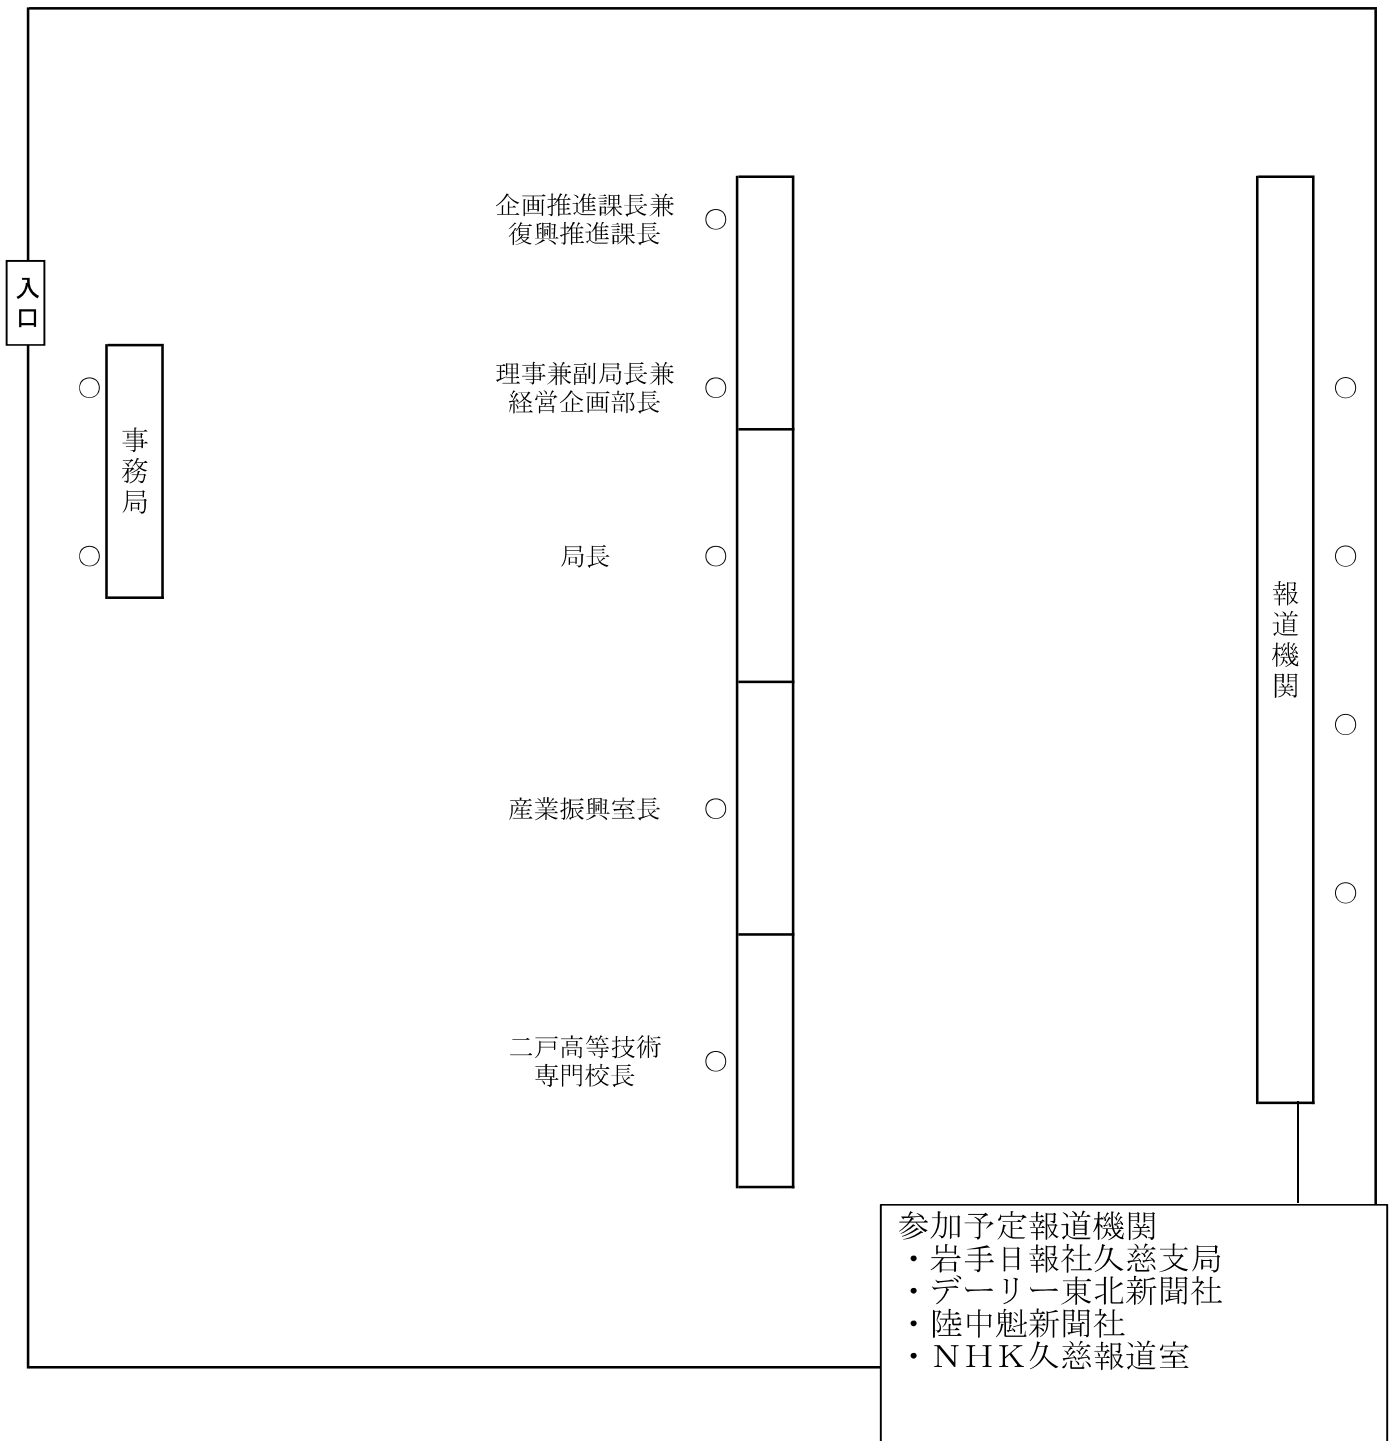 企画推進課長兼
復興推進課長
入口
理事兼副局長兼
経営企画部長
事務局
局長
報道機関
産業振興室長
二戸高等技術
専門校長
参加予定報道機関
・岩手日報社久慈支局
・デーリー東北新聞社
・陸中魁新聞社
・ＮＨＫ久慈報道室